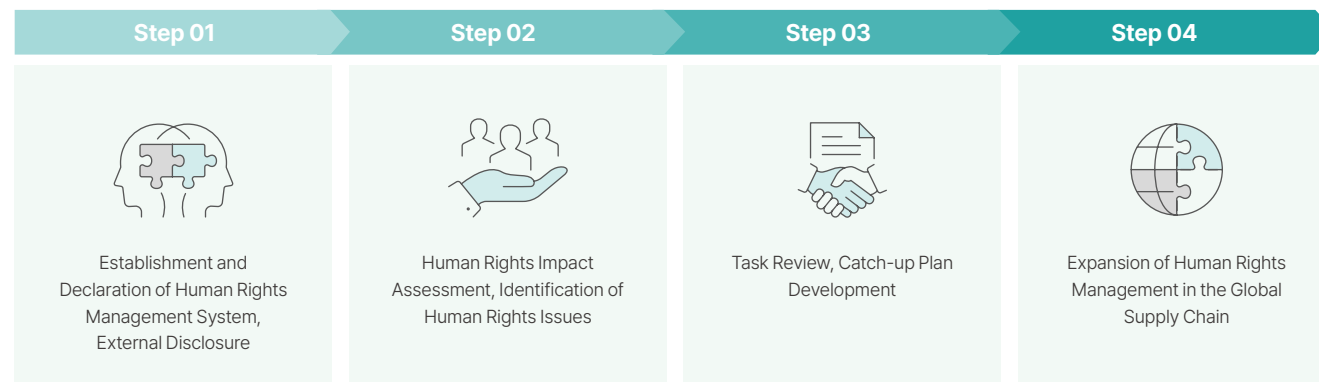 Step 01
Step 02
Step 03
Step 04
Establishment and
Declaration of Human Rights
Management System,
External Disclosure
Human Rights Impact
Assessment, Identification of
Human Rights Issues
Task Review, Catch-up Plan
Development
Expansion of Human Rights
Management in the Global
Supply Chain